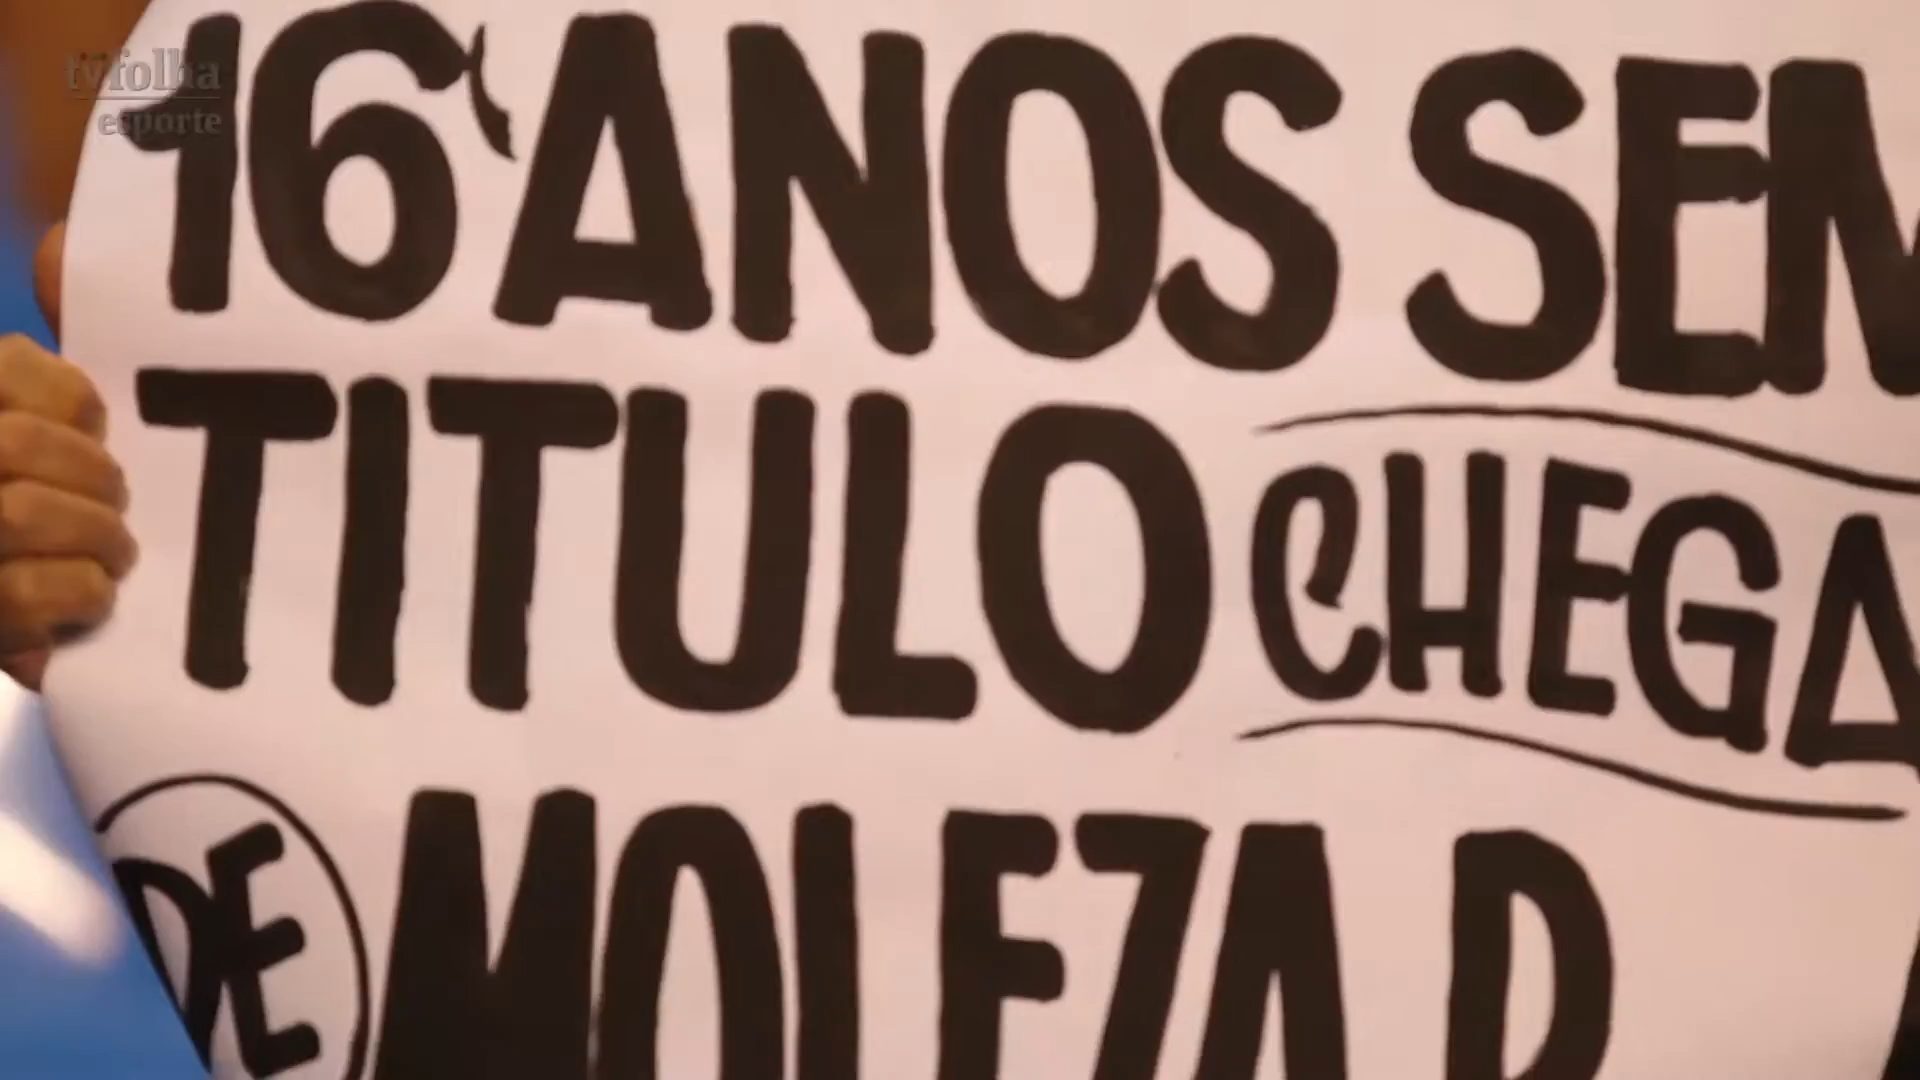 tvfolha
esporte
16 ANOS SEM
TITULO CHEGA
DE MOLEZA